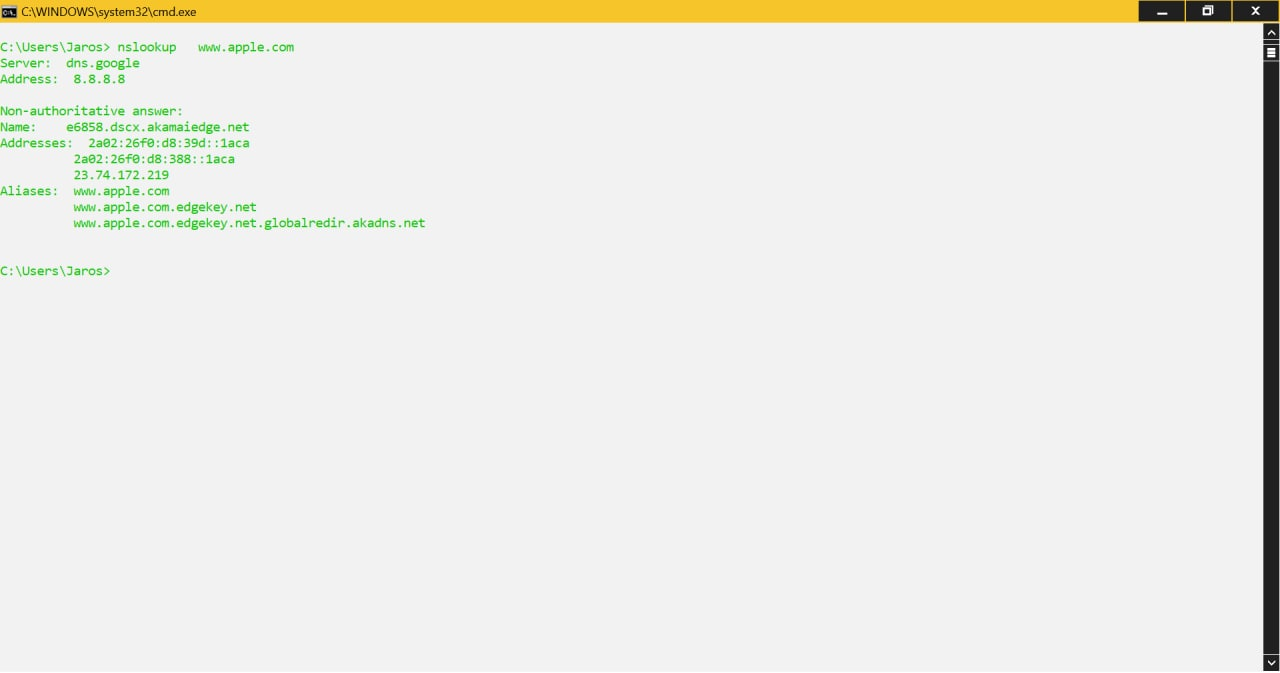 C:\WINDOWS\system32\cmd.exe
C:\Users\Jaros> nslookup   www.apple.com
Server:  dns.google
Address:  8.8.8.8
Non-authoritative answer:
Name:    e6858.dscx.akamaiedge.net
Addresses:  2a02:26f0:d8:39d::1aca
          2a02:26f0:d8:388::1aca
          23.74.172.219
Aliases:  www.apple.com
          www.apple.com.edgekey.net
          www.apple.com.edgekey.net.globalredir.akadns.net
C:\Users\Jaros>